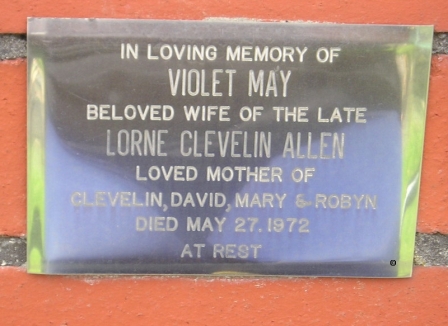 IN LOVING MEMORY OF
VIOLET MAY
BELOVED WIFE OF THE LATE
LORNE CLEVELIN ALLEN
LOVED MOTHER OF
CLEVELIN, DAVID, MARY & ROBYN
DIED MAY 27. 1972
AT REST